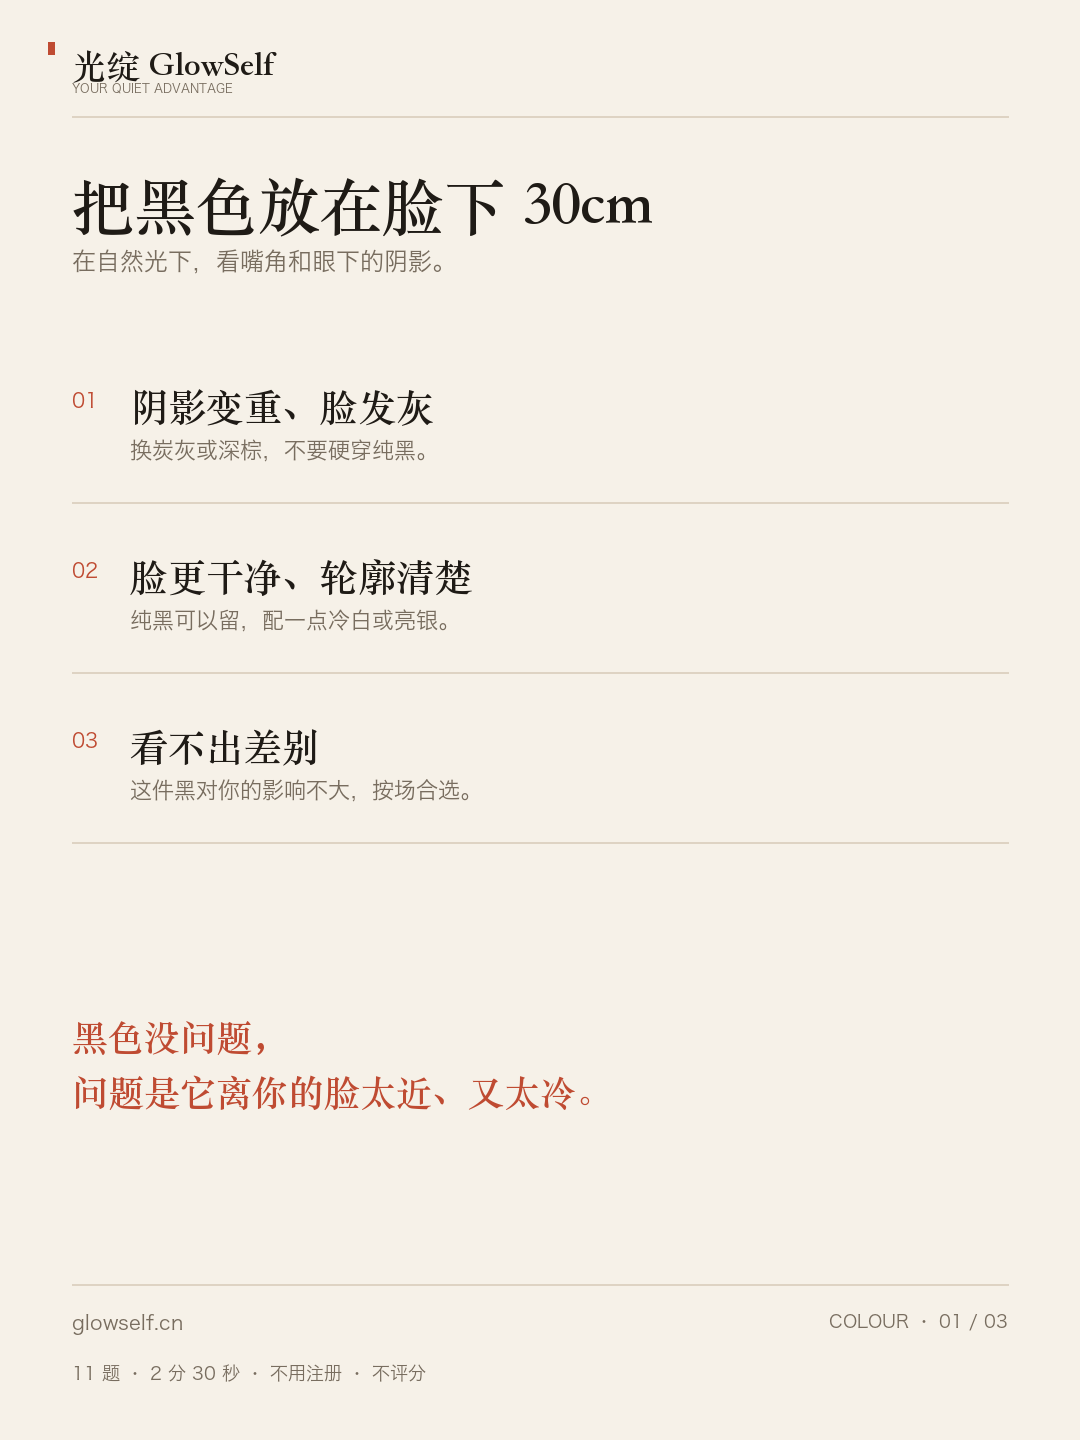 光绽 GlowSelf
YOUR QUIET ADVANTAGE
把黑色放在脸下 30cm
在自然光下，看嘴角和眼下的阴影。
01 阴影变重、脸发灰
换炭灰或深棕，不要硬穿纯黑。
02 脸更干净、轮廓清楚
纯黑可以留，配一点冷白或亮银。
03 看不出差别
这件黑对你的影响不大，按场合选。
黑色没问题，
问题是它离你的脸太近、又太冷。
glowself.cn
COLOUR · 01 / 03
11 题 · 2 分 30 秒 · 不用注册 · 不评分